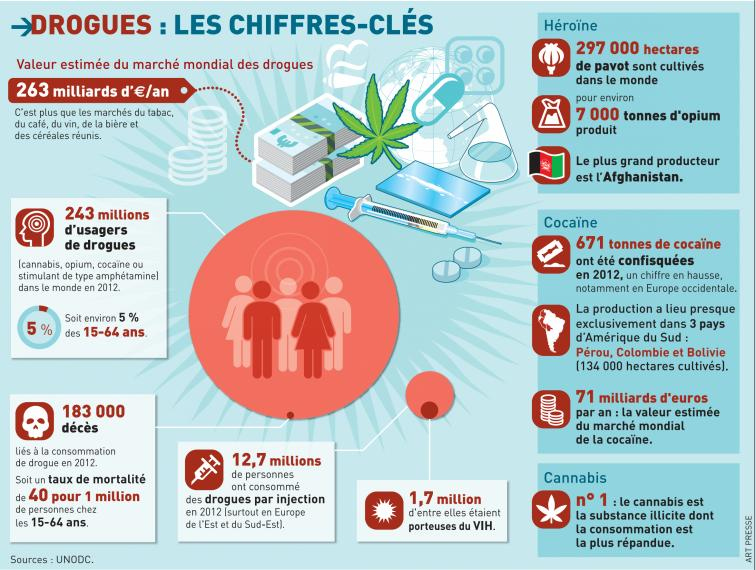 DROGUES : LES CHIFFRES-CLÉS
Valeur estimée du marché mondial des drogues
263 milliards d'€/an
C'est plus que les marchés du tabac,
du café, du vin, de la bière et
des céréales réunis.
243 millions
d'usagers
de drogues
(cannabis, opium, cocaïne ou
stimulant de type amphétamine)
dans le monde en 2012.
5 %
Soit environ 5 %
des 15-64 ans.
183 000
décès
liés à la consommation
de drogue en 2012.
Soit un taux de mortalité
de 40 pour 1 million
de personnes chez
les 15-64 ans.
12,7 millions
de personnes
ont consommé
des drogues par injection
en 2012 (surtout en Europe
de l'Est et du Sud-Est).
1,7 million
d'entre elles étaient
porteuses du VIH.
Héroïne
297 000 hectares
de pavot sont cultivés
dans le monde
pour environ
7 000 tonnes d'opium
produit
Le plus grand producteur
est l'Afghanistan.
Cocaïne
671 tonnes de cocaïne
ont été confisquées
en 2012, un chiffre en hausse,
notamment en Europe occidentale.
La production a lieu presque
exclusivement dans 3 pays
d'Amérique du Sud :
Pérou, Colombie et Bolivie
(134 000 hectares cultivés).
71 milliards d'euros
par an : la valeur estimée
du marché mondial
de la cocaïne.
Cannabis
n° 1 : le cannabis est
la substance illicite dont
la consommation est
la plus répandue.
Sources : UNODC.
ART PRESSE